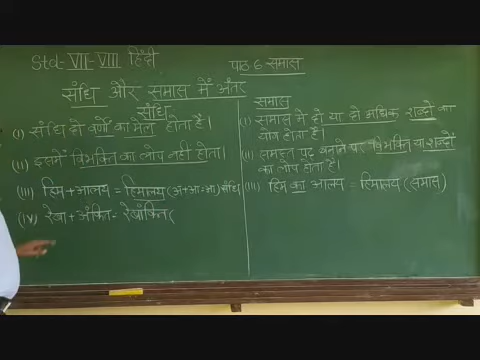 Std- VII-VIII हिंदी
पाठ 6 समास
संधि और समास में अंतर
संधि
(i) संधि दो वर्णों का मेल होता है।
(ii) इसमें विभक्ति का लोप नहीं होता।
(iii) हिम+आलय = हिमालय (अ+आ=आ) संधि
(iv) रेखा + अंकित = रेखांकित (
समास
(i) समास में दो या दो अधिक शब्दों का
योग होता है।
(ii) समस्त पद बनाने पर विभक्ति या शब्दों
का लोप होता है।
(iii) हिम का आलय = हिमालय (समास)